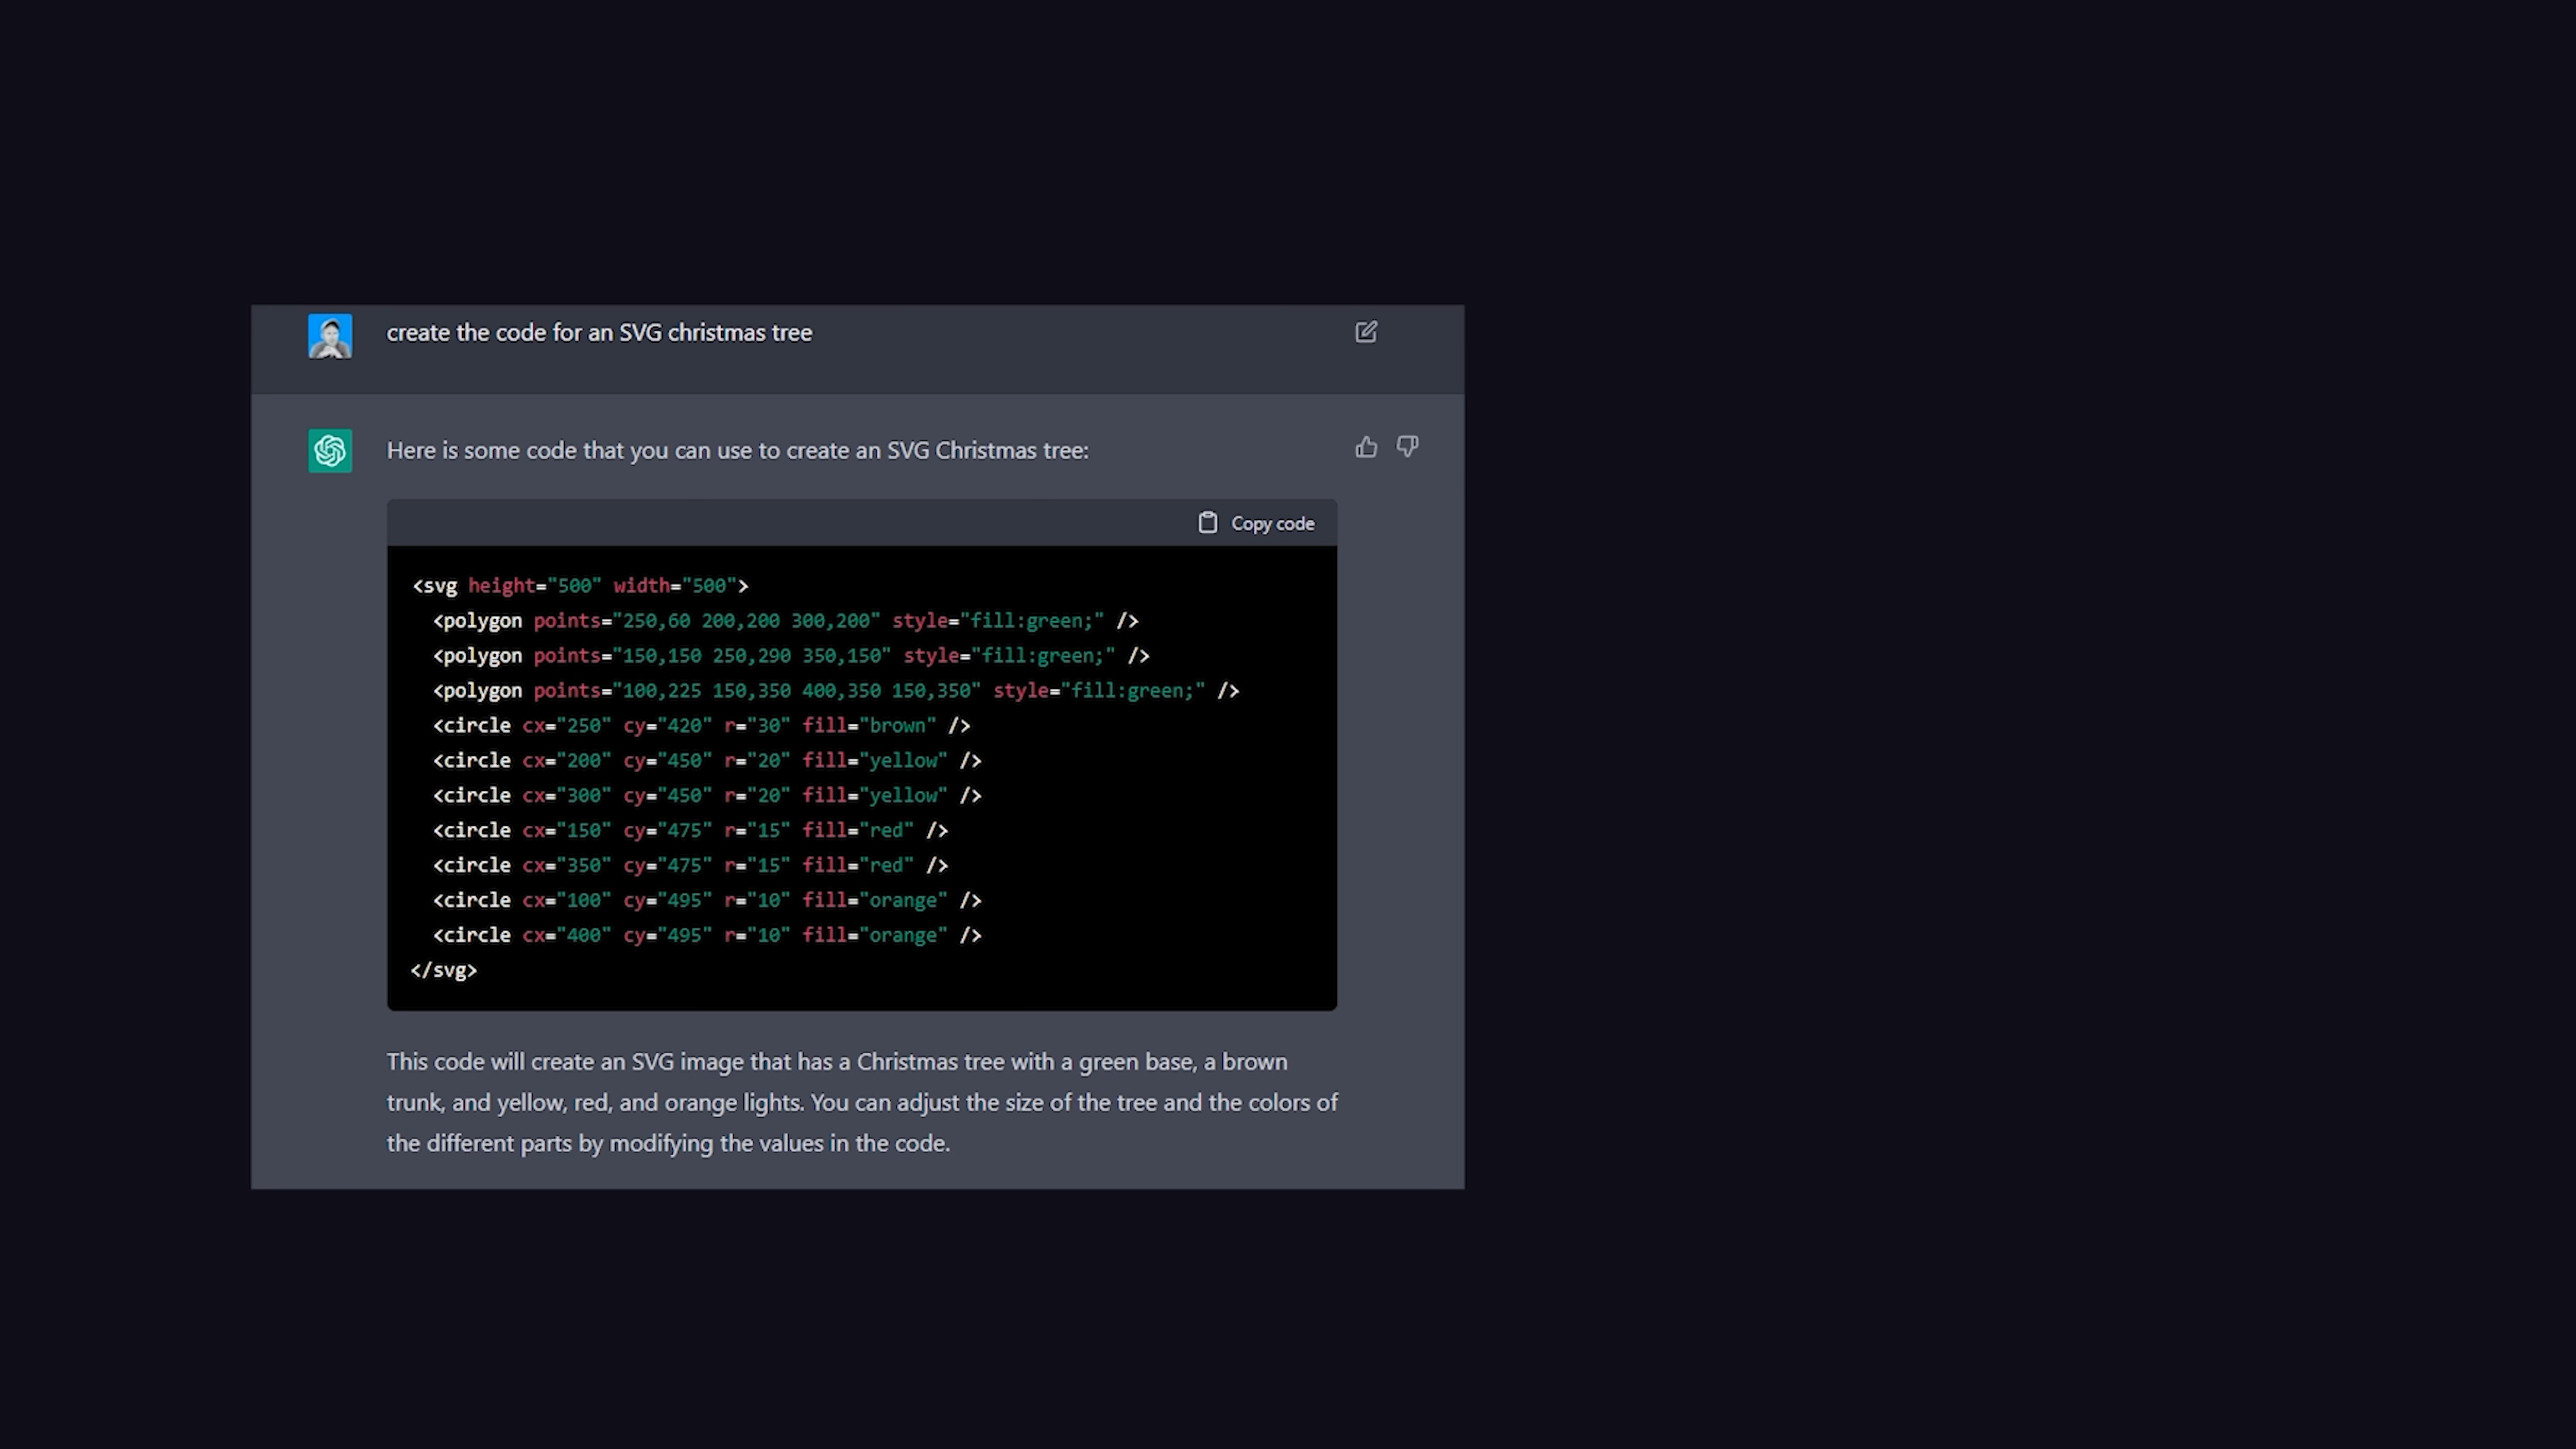 create the code for an SVG christmas tree
Here is some code that you can use to create an SVG Christmas tree:
Copy code
<svg height="500" width="500">
<polygon points="250,60 200,200 300,200" style="fill:green;" />
<polygon points="150,150 250,290 350,150" style="fill:green;" />
<polygon points="100,225 150,350 400,350 150,350" style="fill:green;" />
<circle cx="250" cy="420" r="30" fill="brown" />
<circle cx="200" cy="450" r="20" fill="yellow" />
<circle cx="300" cy="450" r="20" fill="yellow" />
<circle cx="150" cy="475" r="15" fill="red" />
<circle cx="350" cy="475" r="15" fill="red" />
<circle cx="100" cy="495" r="10" fill="orange" />
<circle cx="400" cy="495" r="10" fill="orange" />
</svg>
This code will create an SVG image that has a Christmas tree with a green base, a brown
trunk, and yellow, red, and orange lights. You can adjust the size of the tree and the colors of
the different parts by modifying the values in the code.